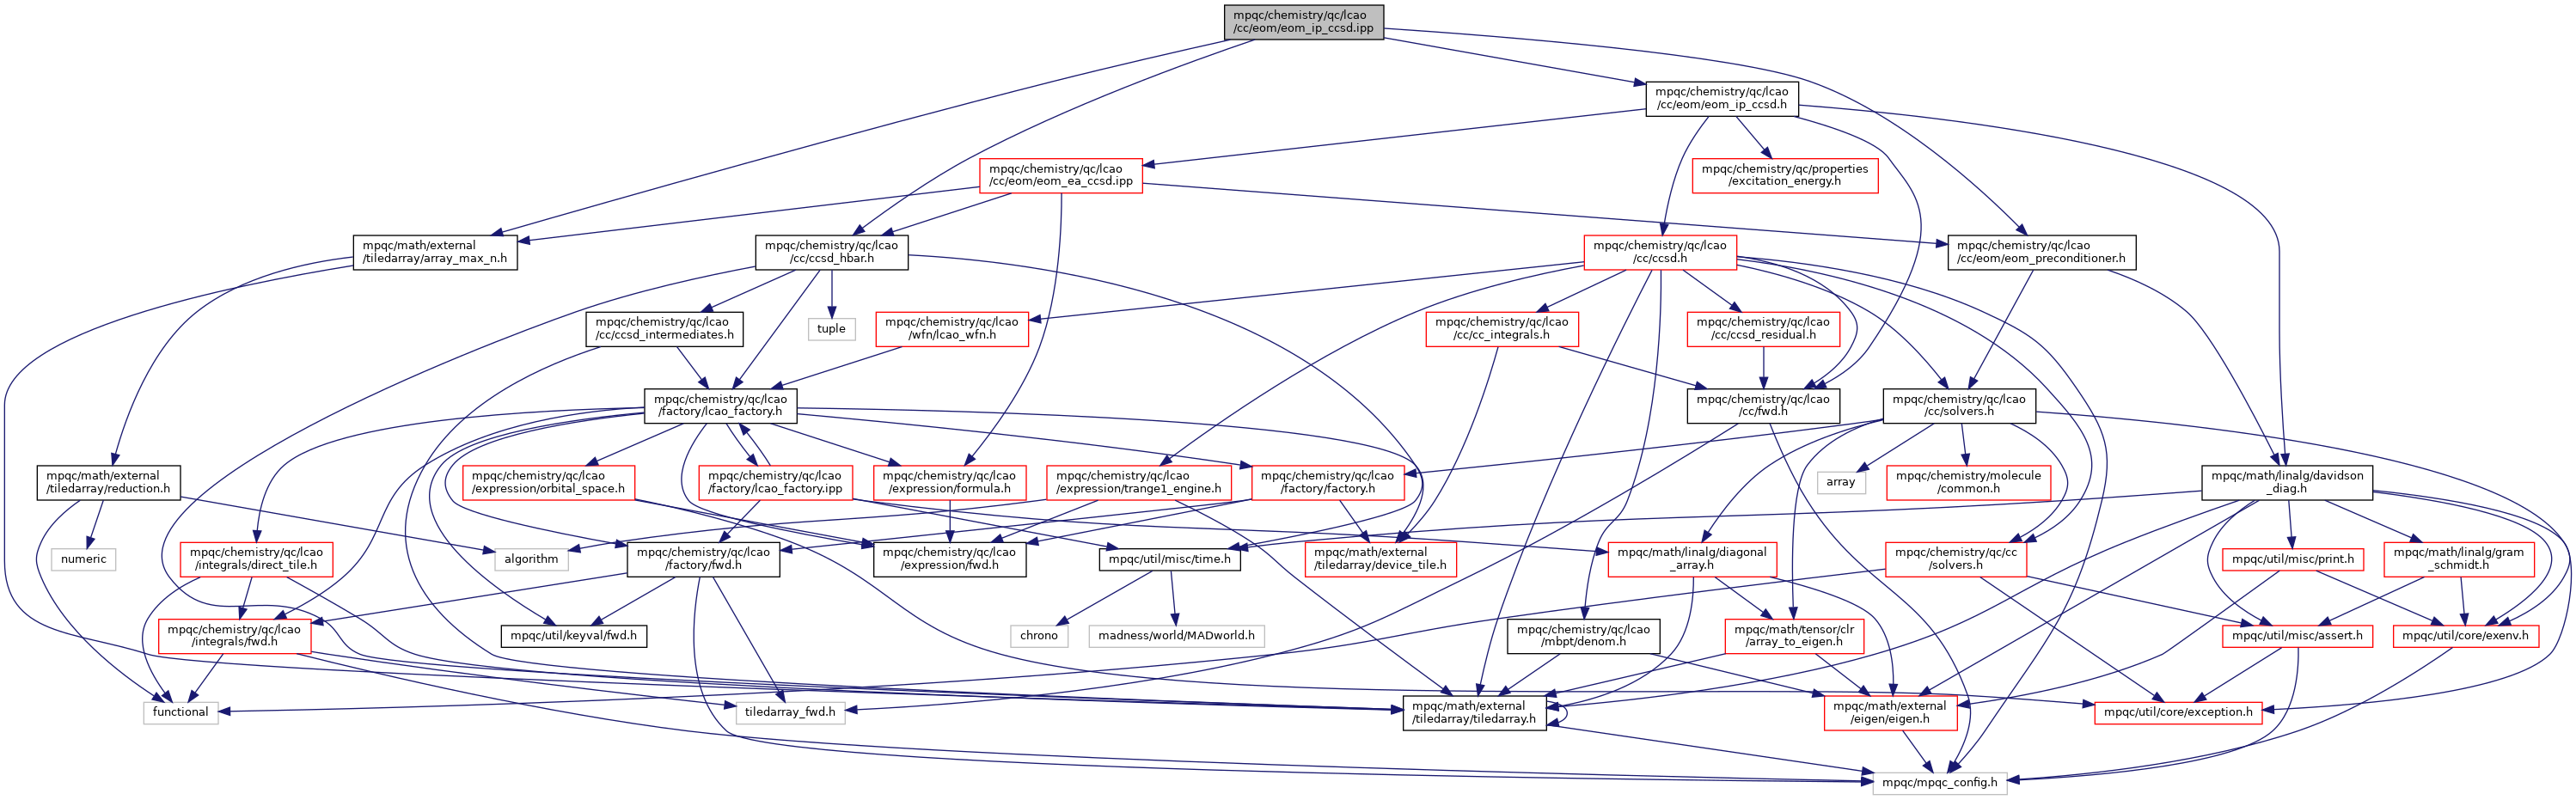 mpqc/chemistry/qc/lcao
/cc/eom/eom_ip_ccsd.ipp
mpqc/chemistry/qc/lcao
/cc/eom/eom_ip_ccsd.h
mpqc/chemistry/qc/lcao
/cc/eom/eom_ea_ccsd.ipp
mpqc/chemistry/qc/properties
/excitation_energy.h
mpqc/math/external
/tiledarray/array_max_n.h
mpqc/chemistry/qc/lcao
/cc/ccsd_hbar.h
mpqc/chemistry/qc/lcao
/cc/ccsd.h
mpqc/chemistry/qc/lcao
/cc/eom/eom_preconditioner.h
mpqc/chemistry/qc/lcao
/cc/ccsd_intermediates.h
tuple
mpqc/chemistry/qc/lcao
/wfn/lcao_wfn.h
mpqc/chemistry/qc/lcao
/cc/cc_integrals.h
mpqc/chemistry/qc/lcao
/cc/ccsd_residual.h
mpqc/chemistry/qc/lcao
/factory/lcao_factory.h
mpqc/chemistry/qc/lcao
/cc/fwd.h
mpqc/chemistry/qc/lcao
/cc/solvers.h
mpqc/math/external
/tiledarray/reduction.h
mpqc/chemistry/qc/lcao
/expression/orbital_space.h
mpqc/chemistry/qc/lcao
/factory/lcao_factory.ipp
mpqc/chemistry/qc/lcao
/expression/formula.h
mpqc/chemistry/qc/lcao
/expression/trange1_engine.h
mpqc/chemistry/qc/lcao
/factory/factory.h
array
mpqc/chemistry/molecule
/common.h
mpqc/math/linalg/davidson
_diag.h
numeric
mpqc/chemistry/qc/lcao
/integrals/direct_tile.h
algorithm
mpqc/chemistry/qc/lcao
/factory/fwd.h
mpqc/chemistry/qc/lcao
/expression/fwd.h
mpqc/util/misc/time.h
mpqc/math/external
/tiledarray/device_tile.h
mpqc/math/linalg/diagonal
_array.h
mpqc/chemistry/qc/cc
/solvers.h
mpqc/util/misc/print.h
mpqc/math/linalg/gram
_schmidt.h
mpqc/chemistry/qc/lcao
/integrals/fwd.h
mpqc/util/keyval/fwd.h
chrono
madness/world/MADworld.h
mpqc/chemistry/qc/lcao
/mbpt/denom.h
mpqc/math/tensor/clr
/array_to_eigen.h
mpqc/util/misc/assert.h
mpqc/util/core/exenv.h
functional
tiledarray_fwd.h
mpqc/math/external
/tiledarray/tiledarray.h
mpqc/math/external
/eigen/eigen.h
mpqc/util/core/exception.h
mpqc/mpqc_config.h